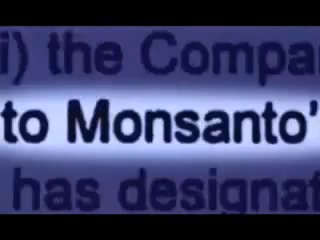 i) the Compa
to Monsanto'
has designat